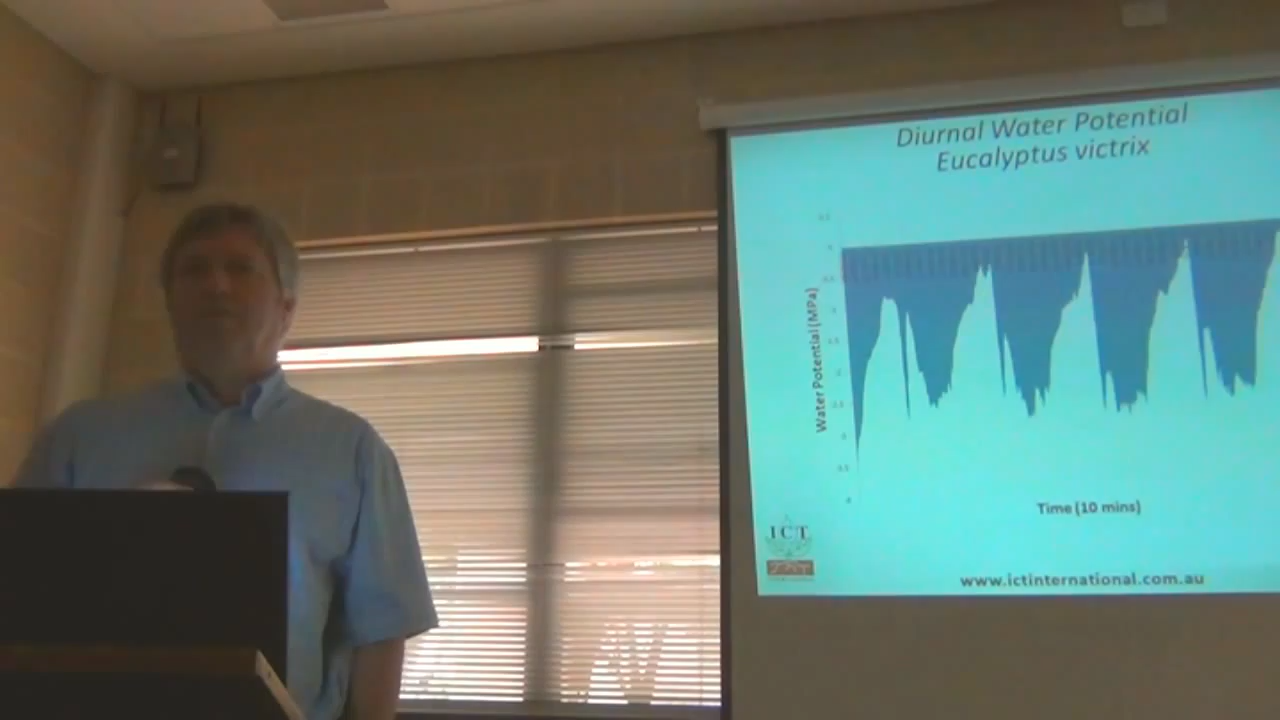 Diurnal Water Potential
Eucalyptus victrix
Water Potential (MPa)
Time (10 mins)
ICT
www.ictinternational.com.au